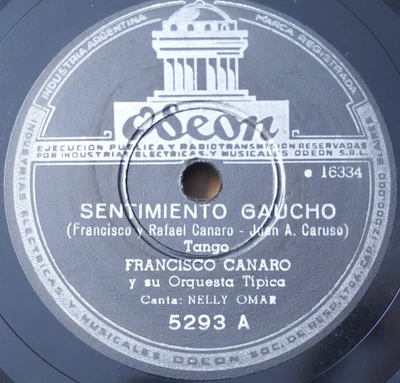 INDUSTRIA ARGENTINA
MARCA REGISTRADA
Odeon
EJECUCION PUBLICA Y RADIOTRANSMISION RESERVADAS
POR INDUSTRIAS ELECTRICAS Y MUSICALES ODEON S.R.L.
16334
SENTIMIENTO GAUCHO
(Francisco y Rafael Canaro - Juan A. Caruso)
Tango
FRANCISCO CANARO
y su Orquesta Típica
Canta: NELLY OMAR
5293 A
INDUSTRIAS ELECTRICAS Y MUSICALES ODEON SOC. DE RESP. LTDA. CAP.